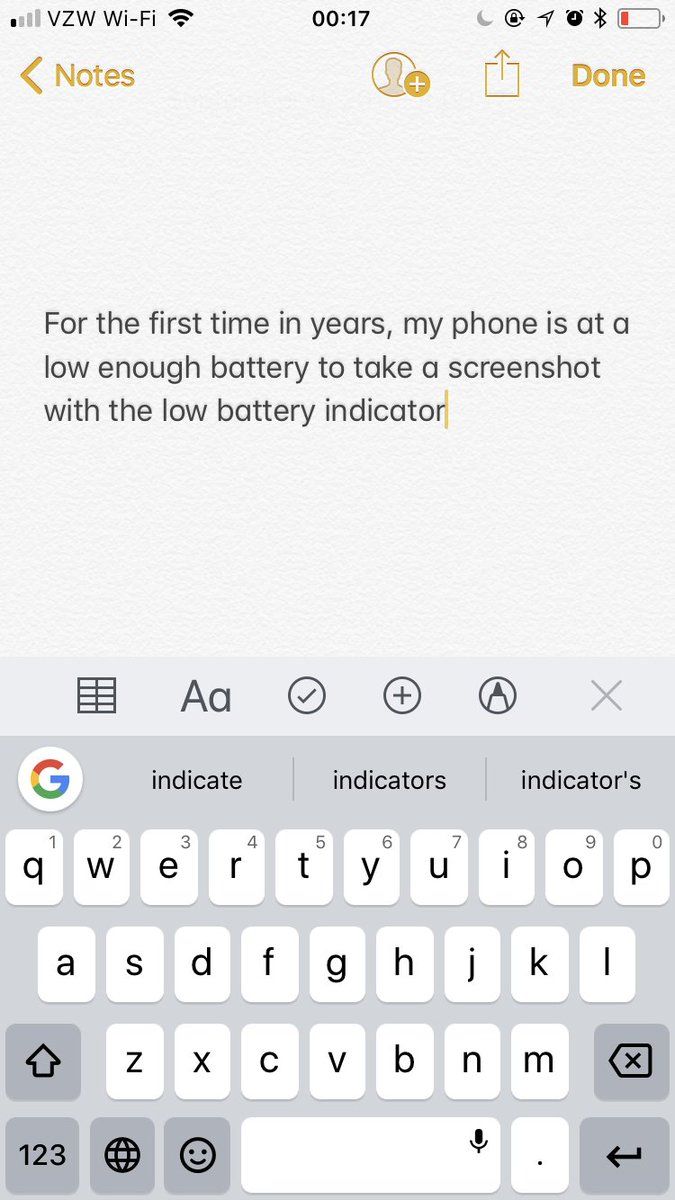 VZW Wi-Fi 00:17
Notes Done
For the first time in years, my phone is at a
low enough battery to take a screenshot
with the low battery indicator
Aa
G indicate indicators indicator's
1 2 3 4 5 6 7 8 9 0
q w e r t y u i o p
a s d f g h j k l
z x c v b n m
123 .